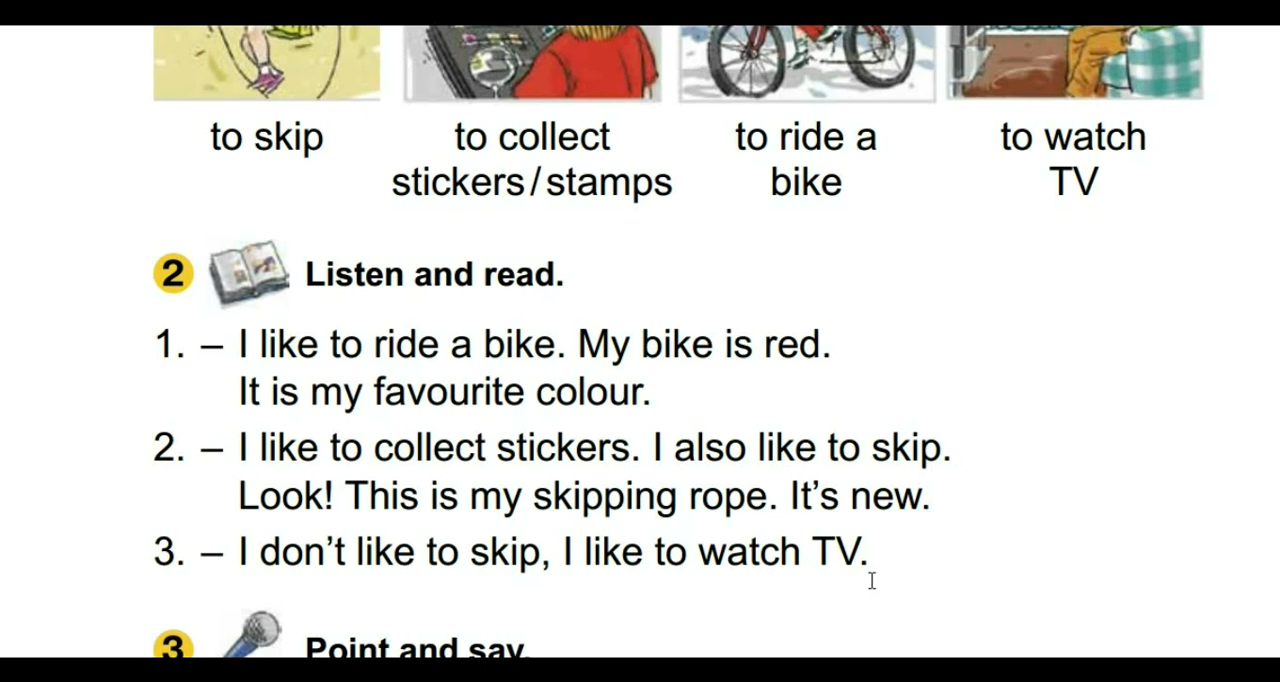 to skip
to collect
stickers/stamps
to ride a
bike
to watch
TV
2 Listen and read.
1. – I like to ride a bike. My bike is red.
It is my favourite colour.
2. – I like to collect stickers. I also like to skip.
Look! This is my skipping rope. It's new.
3. – I don't like to skip, I like to watch TV.
3 Point and say.